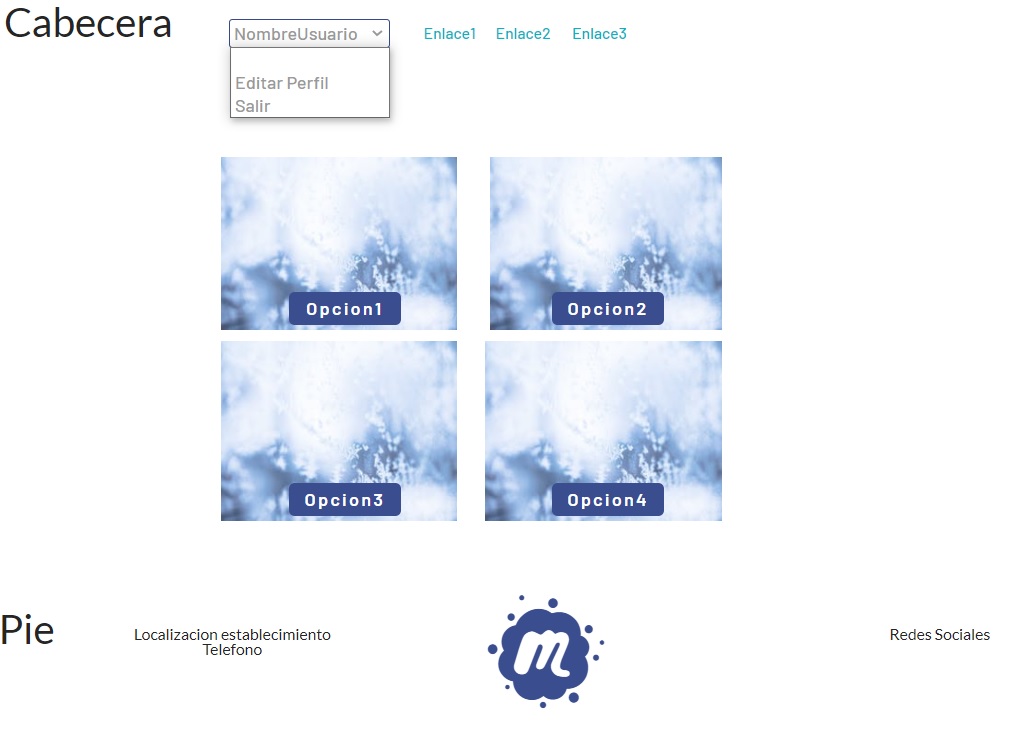 Cabecera
NombreUsuario
Enlace1 Enlace2 Enlace3
Editar Perfil
Salir
Opcion1
Opcion2
Opcion3
Opcion4
Pie
Localizacion establecimiento
Telefono
m
Redes Sociales